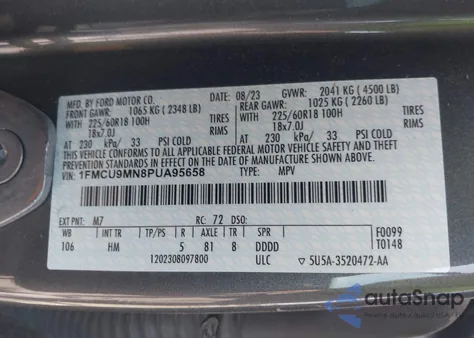 MFD. BY FORD MOTOR CO. 08/23 GVWR: 2041 KG ( 4500 LB)
FRONT GAWR: 1065 KG ( 2348 LB) REAR GAWR: 1025 KG ( 2260 LB)
WITH 225/60R18 100H TIRES WITH 225/60R18 100H TIRES
18x7.0J RIMS 18x7.0J RIMS
AT 230 kPa/ 33 PSI COLD AT 230 kPa/ 33 PSI COLD
THIS VEHICLE CONFORMS TO ALL APPLICABLE FEDERAL MOTOR VEHICLE SAFETY AND THEFT PREVENTION STANDARDS IN EFFECT ON THE DATE OF MANUFACTURE SHOWN ABOVE.
VIN: 1FMCU9MN8PUA95658 TYPE: MPV
EXT PNT: M7 RC: 72 DSO:
WB INT TR TP/PS R AXLE TR SPR F0099
106 HM 5 81 8 DDDD T0148
1202308097800 ULC ▽ 5U5A-3520472-AA
autoSnap